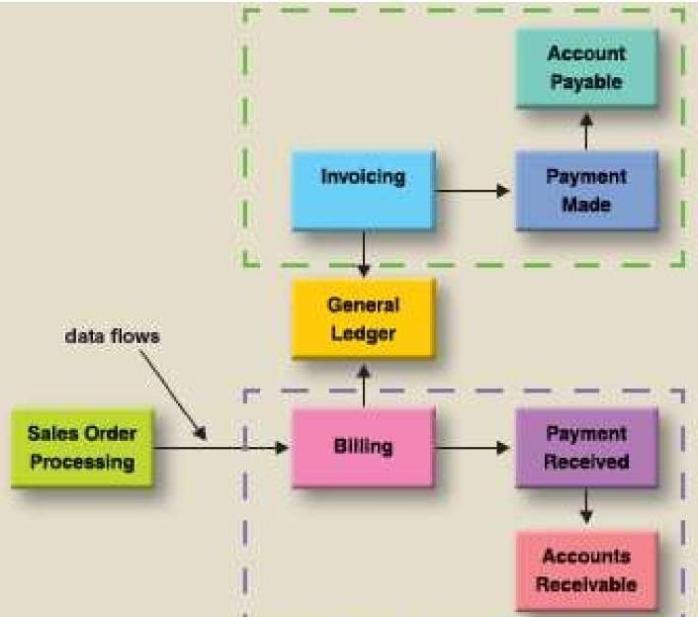 Account
Payable
Invoicing
Payment
Made
General
Ledger
data flows
Sales Order
Processing
Billing
Payment
Received
Accounts
Receivable